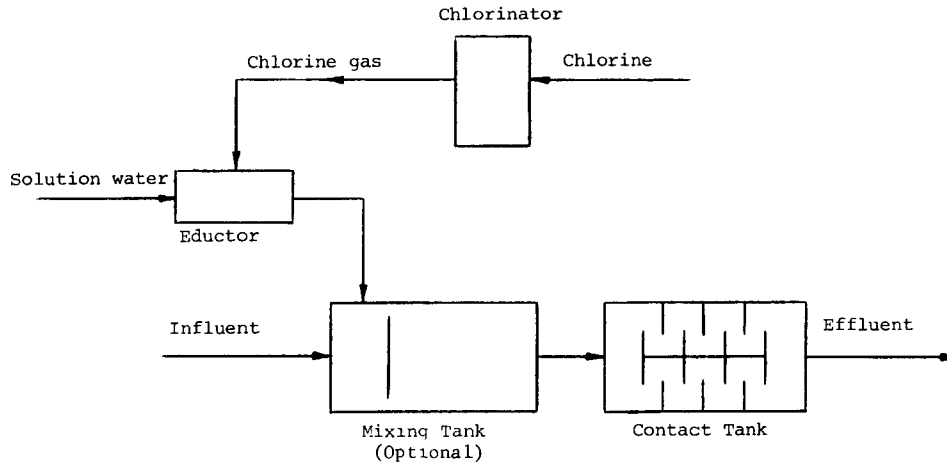 Chlorinator
Chlorine gas
Chlorine
Solution water
Eductor
Influent
Effluent
Mixing Tank
(Optional)
Contact Tank